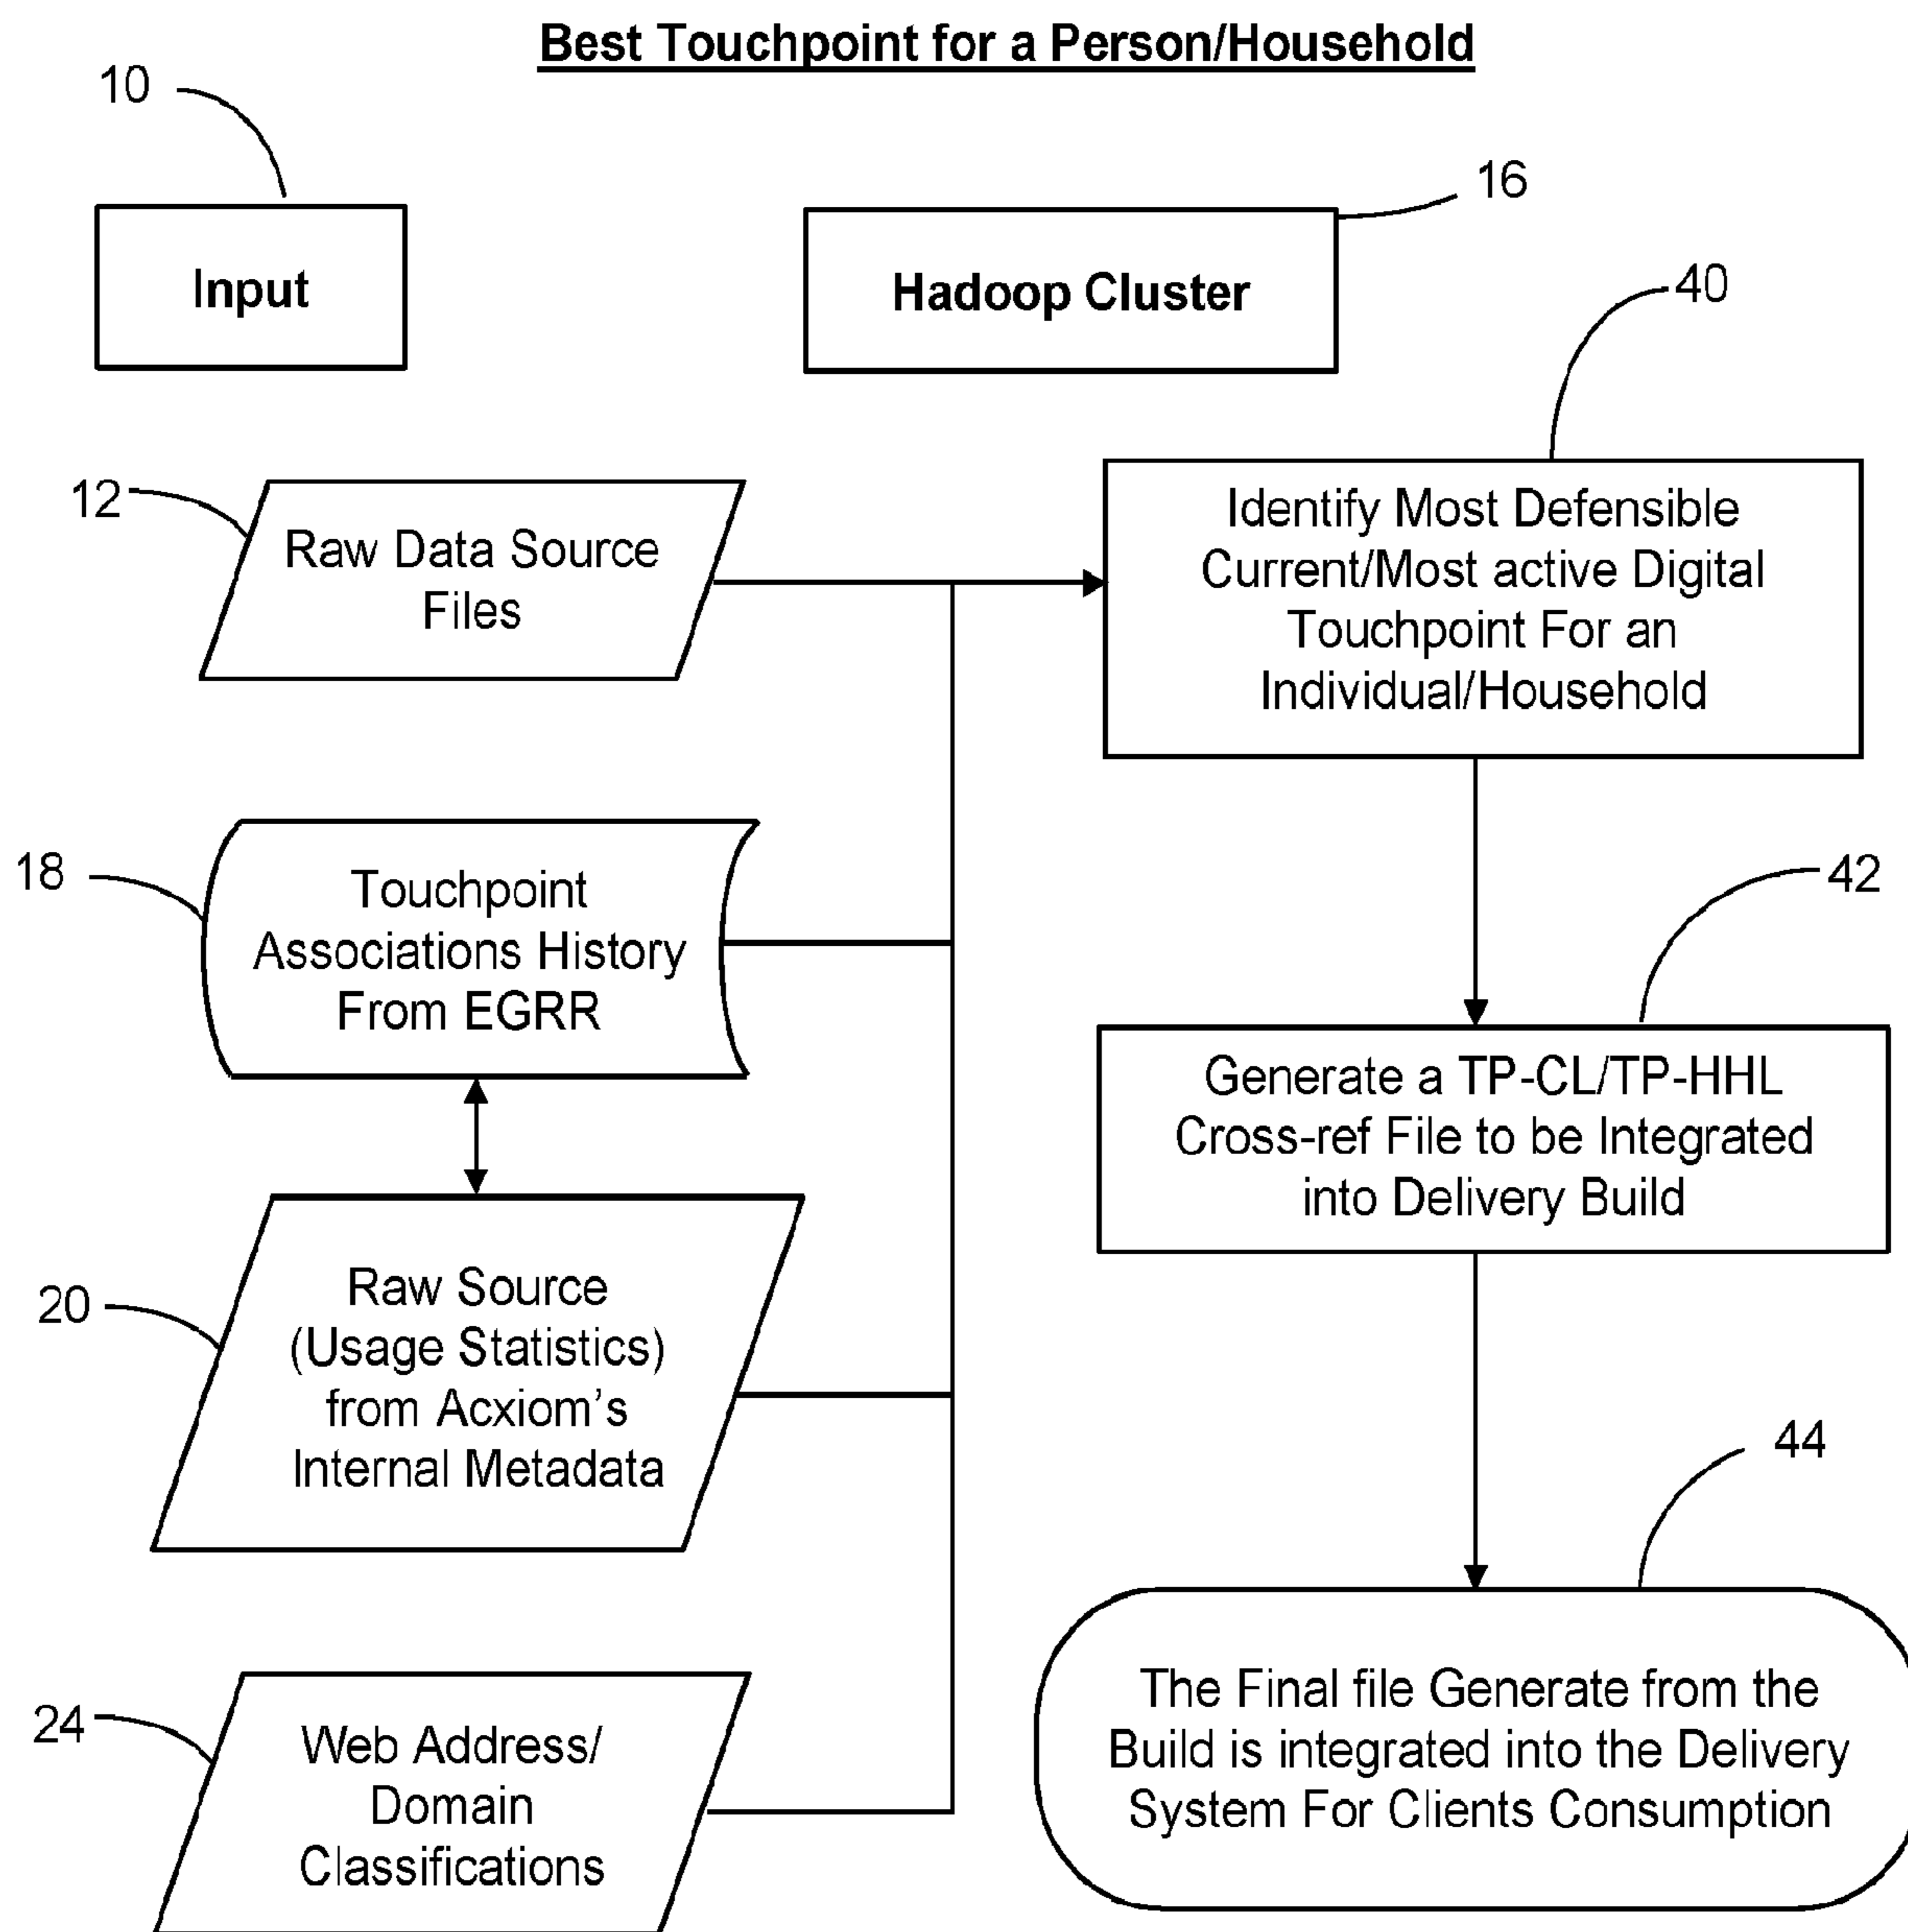 Best Touchpoint for a Person/Household
10
16
Input
Hadoop Cluster
40
12
Raw Data Source
Files
Identify Most Defensible
Current/Most active Digital
Touchpoint For an
Individual/Household
18
Touchpoint
Associations History
From EGRR
42
Generate a TP-CL/TP-HHL
Cross-ref File to be Integrated
into Delivery Build
20
Raw Source
(Usage Statistics)
from Acxiom's
Internal Metadata
44
24
Web Address/
Domain
Classifications
The Final file Generate from the
Build is integrated into the Delivery
System For Clients Consumption